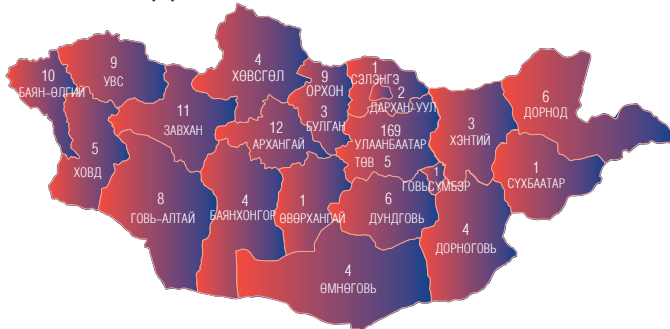 10
БАЯН-ӨЛГИЙ
9
УВС
4
ХӨВСГӨЛ
9
ОРХОН
1
СЭЛЭНГЭ
2
ДАРХАН-УУЛ
6
ДОРНОД
11
ЗАВХАН
12
АРХАНГАЙ
3
БУЛГАН
169
УЛААНБААТАР
ТӨВ 5
3
ХЭНТИЙ
5
ХОВД
1
ГОВЬСҮМБЭР
1
СҮХБААТАР
8
ГОВЬ-АЛТАЙ
4
БАЯНХОНГОР
1
ӨВӨРХАНГАЙ
6
ДУНДГОВЬ
4
ДОРНОГОВЬ
4
ӨМНӨГОВЬ